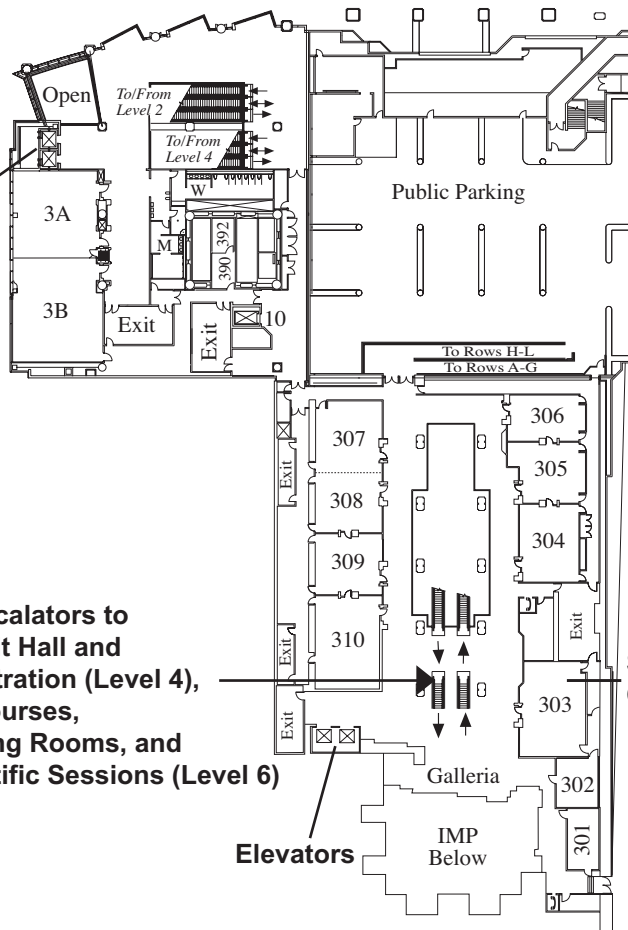 Open
To/From
Level 2
To/From
Level 4
W
Public Parking
3A
392
M
390
3B
Exit
Exit
10
To Rows H-L
To Rows A-G
306
307
Exit
305
308
304
309
310
Exit
Exit
calators to
t Hall and
tration (Level 4),
ourses,
ng Rooms, and
tific Sessions (Level 6)
303
Exit
Galleria
302
IMP
Below
301
Elevators